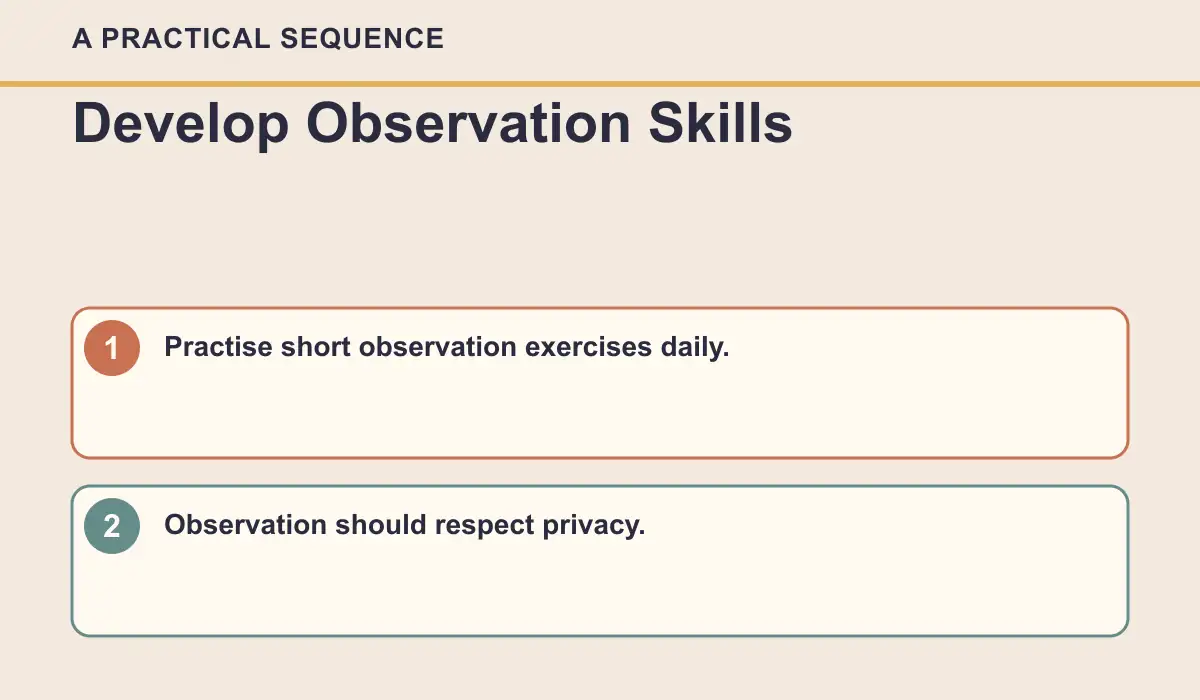 A PRACTICAL SEQUENCE
Develop Observation Skills
1 Practise short observation exercises daily.
2 Observation should respect privacy.